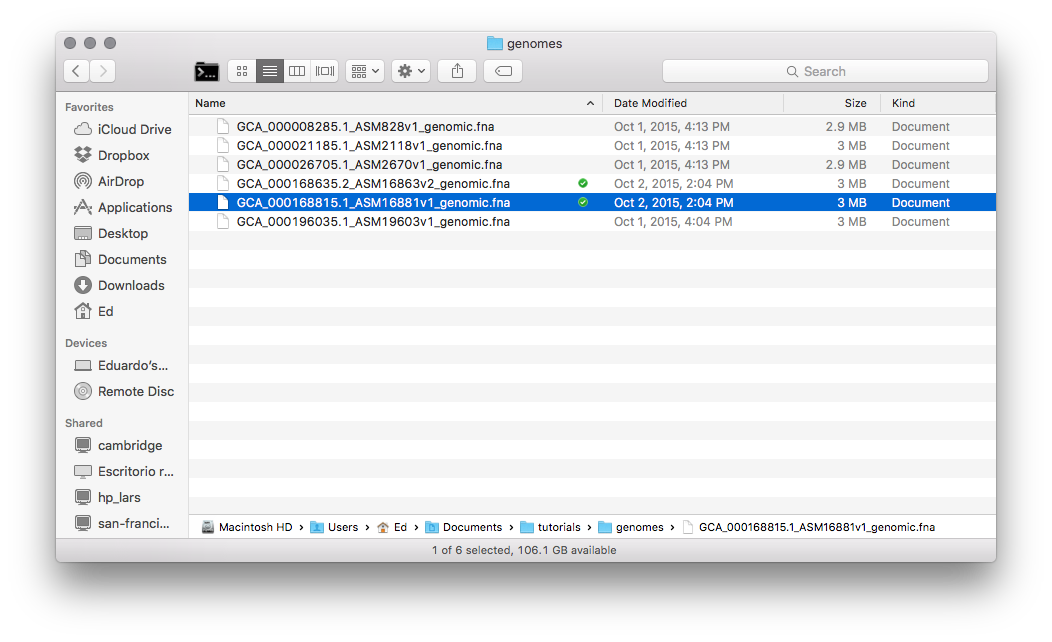 genomes
Search
Favorites
iCloud Drive
Dropbox
AirDrop
Applications
Desktop
Documents
Downloads
Ed
Devices
Eduardo's...
Remote Disc
Shared
cambridge
Escritorio r...
hp_lars
san-franci...
Name Date Modified Size Kind
GCA_000008285.1_ASM828v1_genomic.fna Oct 1, 2015, 4:13 PM 2.9 MB Document
GCA_000021185.1_ASM2118v1_genomic.fna Oct 1, 2015, 4:13 PM 3 MB Document
GCA_000026705.1_ASM2670v1_genomic.fna Oct 1, 2015, 4:13 PM 2.9 MB Document
GCA_000168635.2_ASM16863v2_genomic.fna Oct 2, 2015, 2:04 PM 3 MB Document
GCA_000168815.1_ASM16881v1_genomic.fna Oct 2, 2015, 2:04 PM 3 MB Document
GCA_000196035.1_ASM19603v1_genomic.fna Oct 1, 2015, 4:04 PM 3 MB Document
Macintosh HD › Users › Ed › Documents › tutorials › genomes › GCA_000168815.1_ASM16881v1_genomic.fna
1 of 6 selected, 106.1 GB available